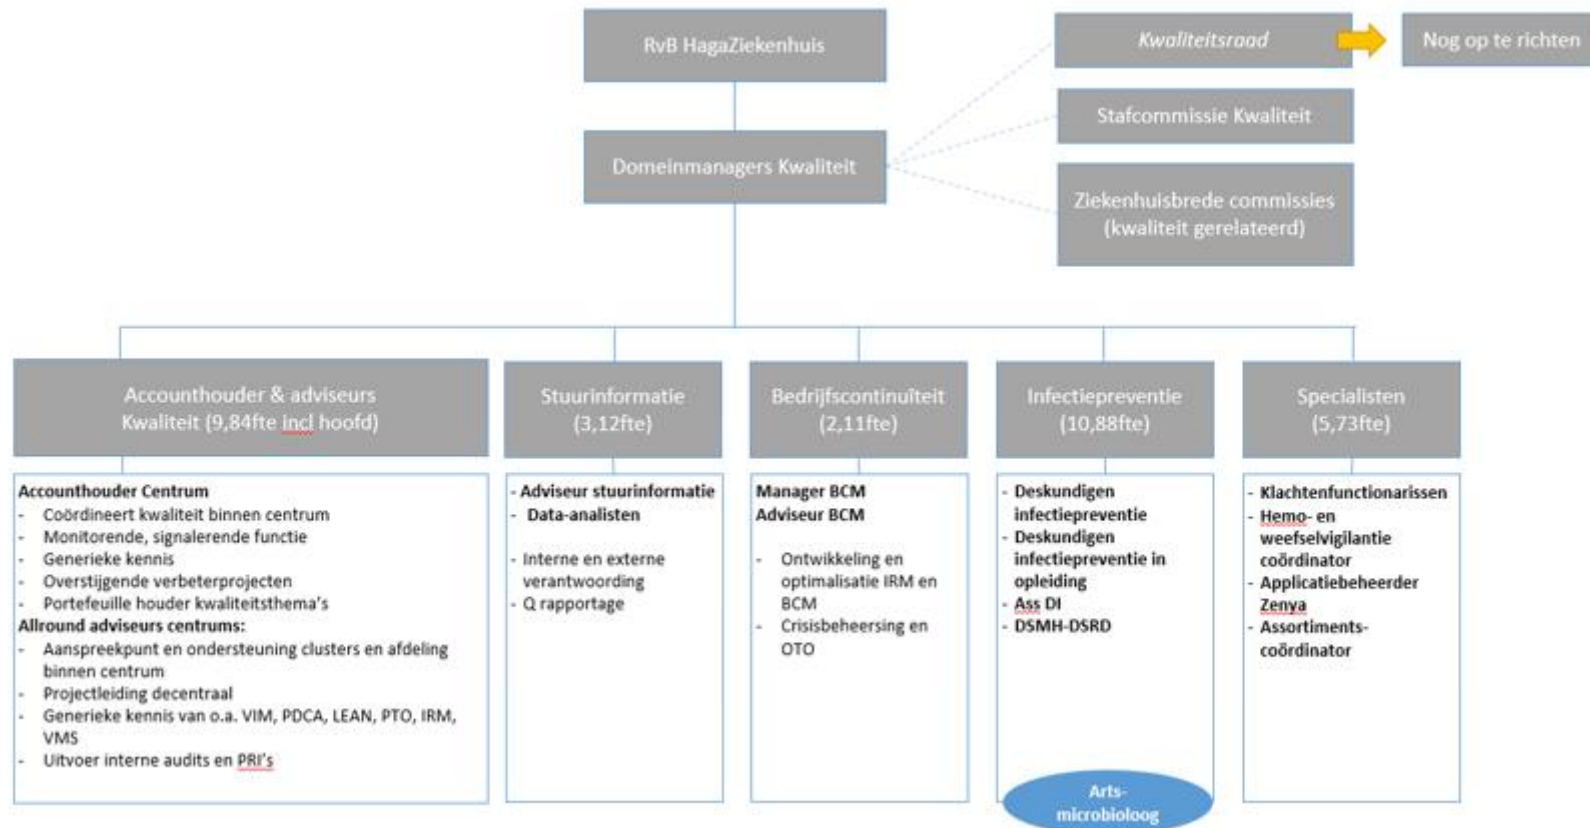 RvB HagaZiekenhuis
Kwaliteitsraad
Nog op te richten
Stafcommissie Kwaliteit
Domeinmanagers Kwaliteit
Ziekenhuisbrede commissies
(kwaliteit gerelateerd)
Accounthouder & adviseurs
Kwaliteit (9,84fte incl hoofd)
Stuurinformatie
(3,12fte)
Bedrijfscontinuïteit
(2,11fte)
Infectiepreventie
(10,88fte)
Specialisten
(5,73fte)
Accounthouder Centrum
- Coördineert kwaliteit binnen centrum
- Monitorende, signalerende functie
- Generieke kennis
- Overstijgende verbeterprojecten
- Portefeuille houder kwaliteitsthema's
Allround adviseurs centrums:
- Aanspreekpunt en ondersteuning clusters en afdeling
binnen centrum
- Projectleiding decentraal
- Generieke kennis van o.a. VIM, PDCA, LEAN, PTO, IRM,
VMS
- Uitvoer interne audits en PRI's
- Adviseur stuurinformatie
- Data-analisten
- Interne en externe
verantwoording
- Q rapportage
Manager BCM
Adviseur BCM
- Ontwikkeling en
optimalisatie IRM en
BCM
- Crisisbeheersing en
OTO
- Deskundigen
infectiepreventie
- Deskundigen
infectiepreventie in
opleiding
- Ass DI
- DSMH-DSRD
Arts-
microbioloog
- Klachtenfunctionarissen
- Hemo- en
weefselvigilantie
coördinator
- Applicatiebeheerder
Zenya
- Assortiments-
coördinator